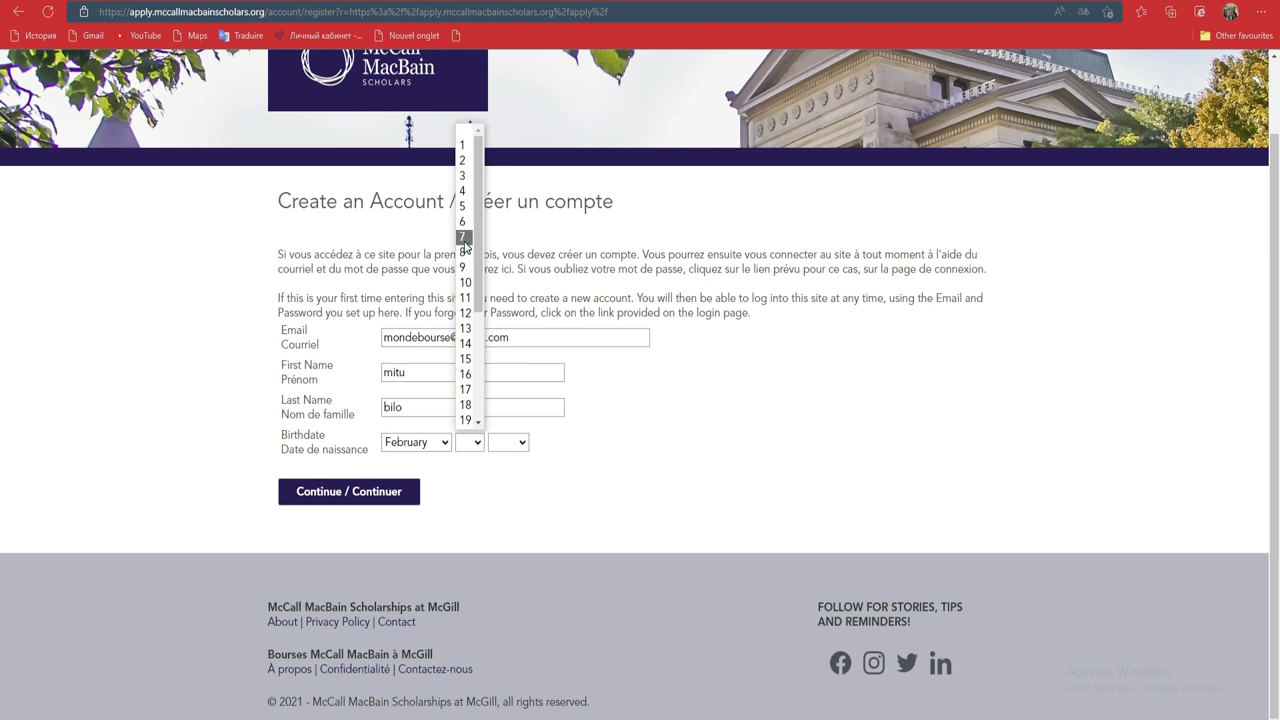 https://apply.mccallmacbainscholars.org/account/register?r=https%3a%2f%2fapply.mccallmacbainscholars.org%2fapply%2f
История Gmail YouTube Maps Traduire Личный кабинет -... Nouvel onglet Other favourites
McCall
MacBain
SCHOLARS
Create an Account / éer un compte
Si vous accédez à ce site pour la prem ois, vous devez créer un compte. Vous pourrez ensuite vous connecter au site à tout moment à l'aide du
courriel et du mot de passe que vous rez ici. Si vous oubliez votre mot de passe, cliquez sur le lien prévu pour ce cas, sur la page de connexion.
If this is your first time entering this si need to create a new account. You will then be able to log into this site at any time, using the Email and
Password you set up here. If you forg r Password, click on the link provided on the login page.
Email
Courriel
mondebourse@ .com
First Name
Prénom
mitu
Last Name
Nom de famille
bilo
Birthdate
Date de naissance
February
1
2
3
4
5
6
7
8
9
10
11
12
13
14
15
16
17
18
19
Continue / Continuer
McCall MacBain Scholarships at McGill
About | Privacy Policy | Contact
Bourses McCall MacBain à McGill
À propos | Confidentialité | Contactez-nous
© 2021 - McCall MacBain Scholarships at McGill, all rights reserved.
FOLLOW FOR STORIES, TIPS
AND REMINDERS!
Activate Windows
Go to Settings to activate Windows.